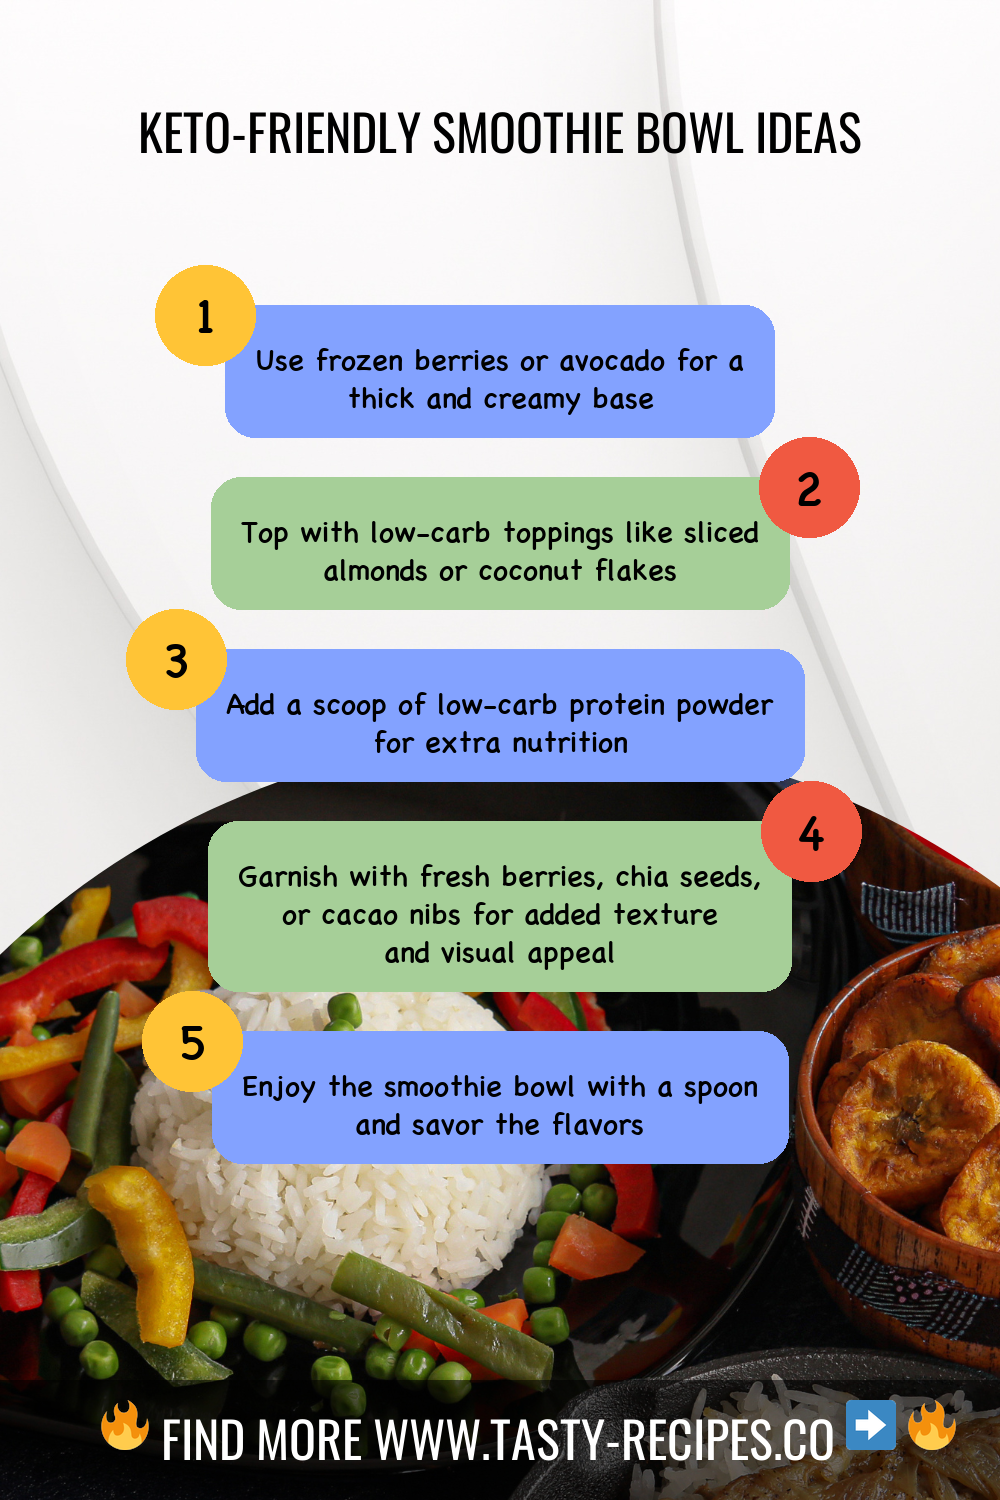 KETO-FRIENDLY SMOOTHIE BOWL IDEAS
1
Use frozen berries or avocado for a
thick and creamy base
2
Top with low-carb toppings like sliced
almonds or coconut flakes
3
Add a scoop of low-carb protein powder
for extra nutrition
4
Garnish with fresh berries, chia seeds,
or cacao nibs for added texture
and visual appeal
5
Enjoy the smoothie bowl with a spoon
and savor the flavors
🔥 FIND MORE WWW.TASTY-RECIPES.CO ➡️ 🔥